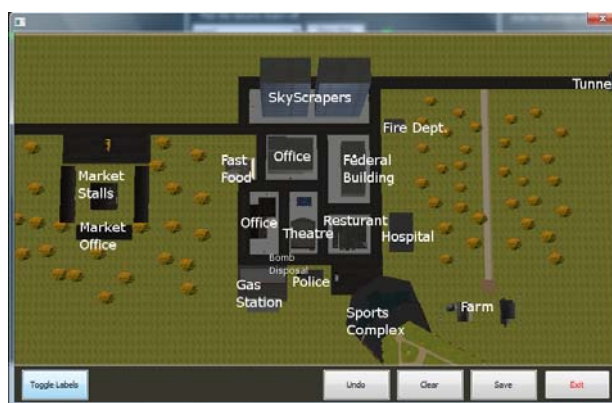 Tunnel
SkyScrapers
Fire Dept.
Fast
Food
Office
Federal
Building
Market
Stalls
Market
Office
Office
Theatre
Resturant
Hospital
Bomb
Disposal
Gas
Station
Police
Sports
Complex
Farm
Toggle Labels
Undo
Clear
Save
Exit